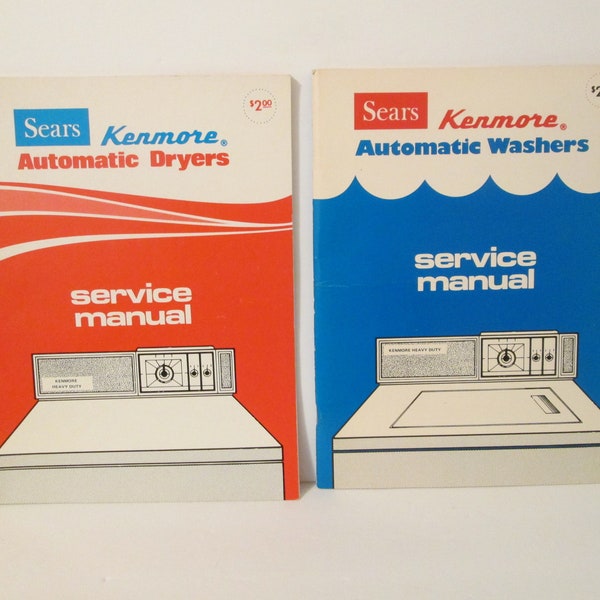 $2.00
Sears Kenmore®
Automatic Dryers
service
manual
KENMORE
HEAVY DUTY
Sears Kenmore®
Automatic Washers
service
manual
KENMORE HEAVY DUTY